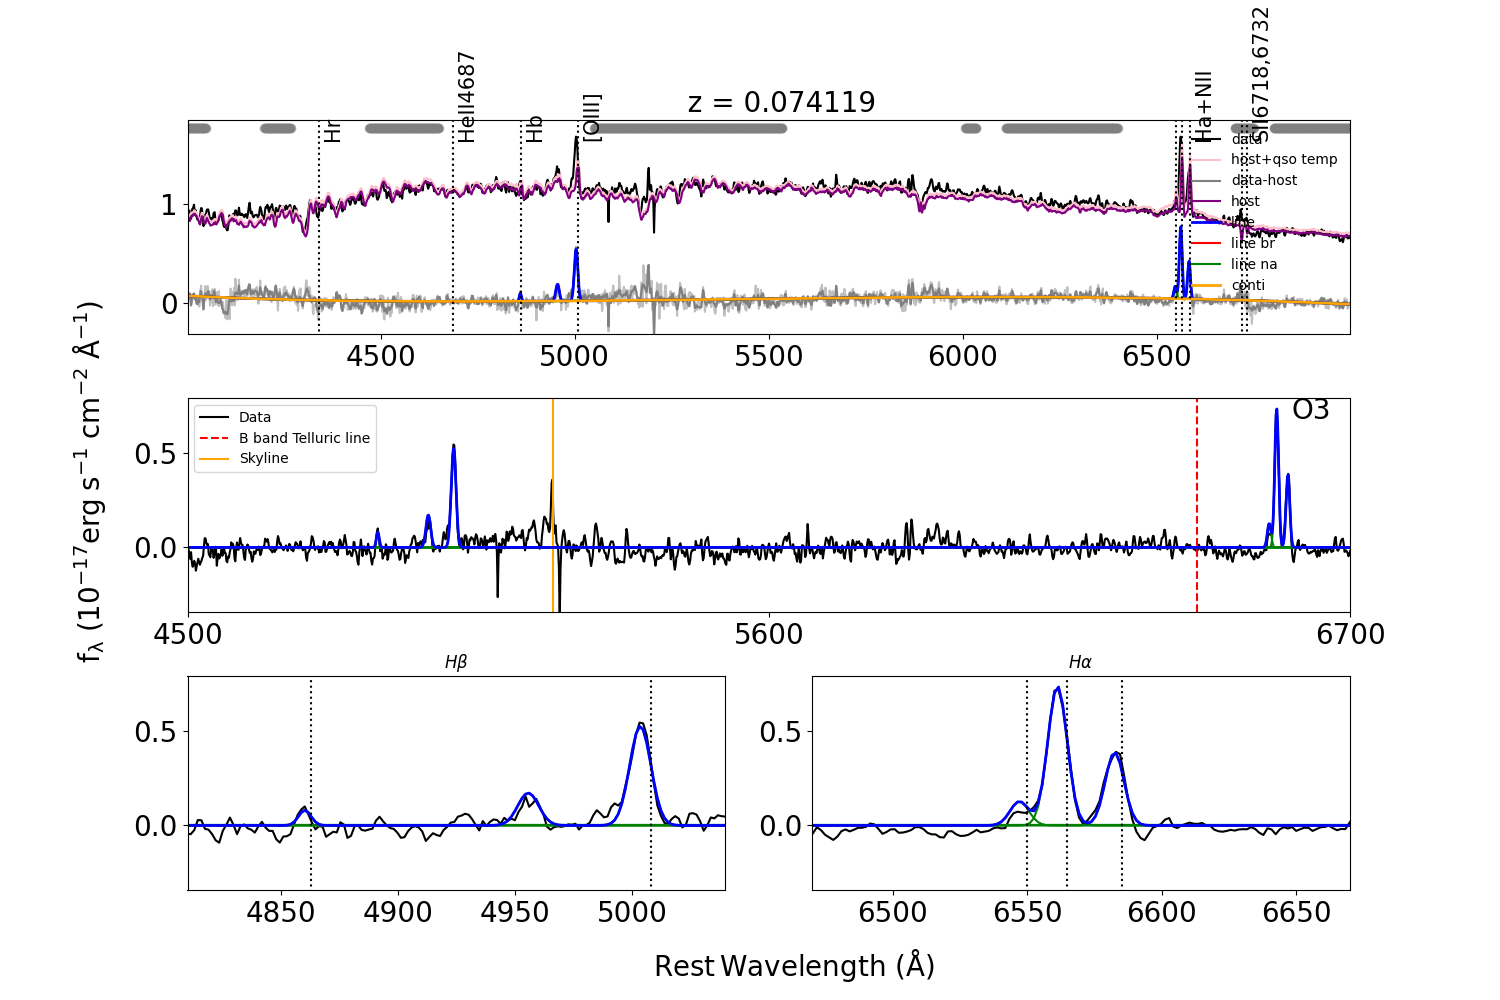 z = 0.074119
Hr
HeII4687
Hb
[OIII]
Ha+NII
SII6718,6732
data
host+qso temp
data-host
host
line
line br
line na
conti
1
0
4500 5000 5500 6000 6500
fλ (10⁻¹⁷erg s⁻¹ cm⁻² Å⁻¹)
Data
B band Telluric line
Skyline
O3
0.5
0.0
4500 5600 6700
Hβ
0.5
0.0
4850 4900 4950 5000
Hα
0.5
0.0
6500 6550 6600 6650
Rest Wavelength (Å)